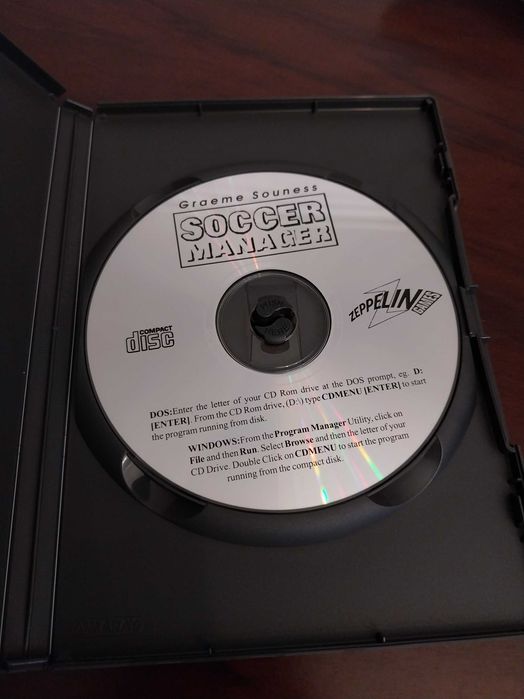 Graeme Souness
SOCCER
MANAGER
ZEPPELIN
GAMES
COMPACT
disc
DOS:Enter the letter of your CD Rom drive at the DOS prompt, eg. D:
[ENTER]. From the CD Rom drive, (D:\) type CDMENU [ENTER] to start
the program running from disk.
WINDOWS:From the Program Manager Utility, click on
File and then Run. Select Browse and then the letter of your
CD Drive. Double Click on CDMENU to start the program
running from the compact disk.